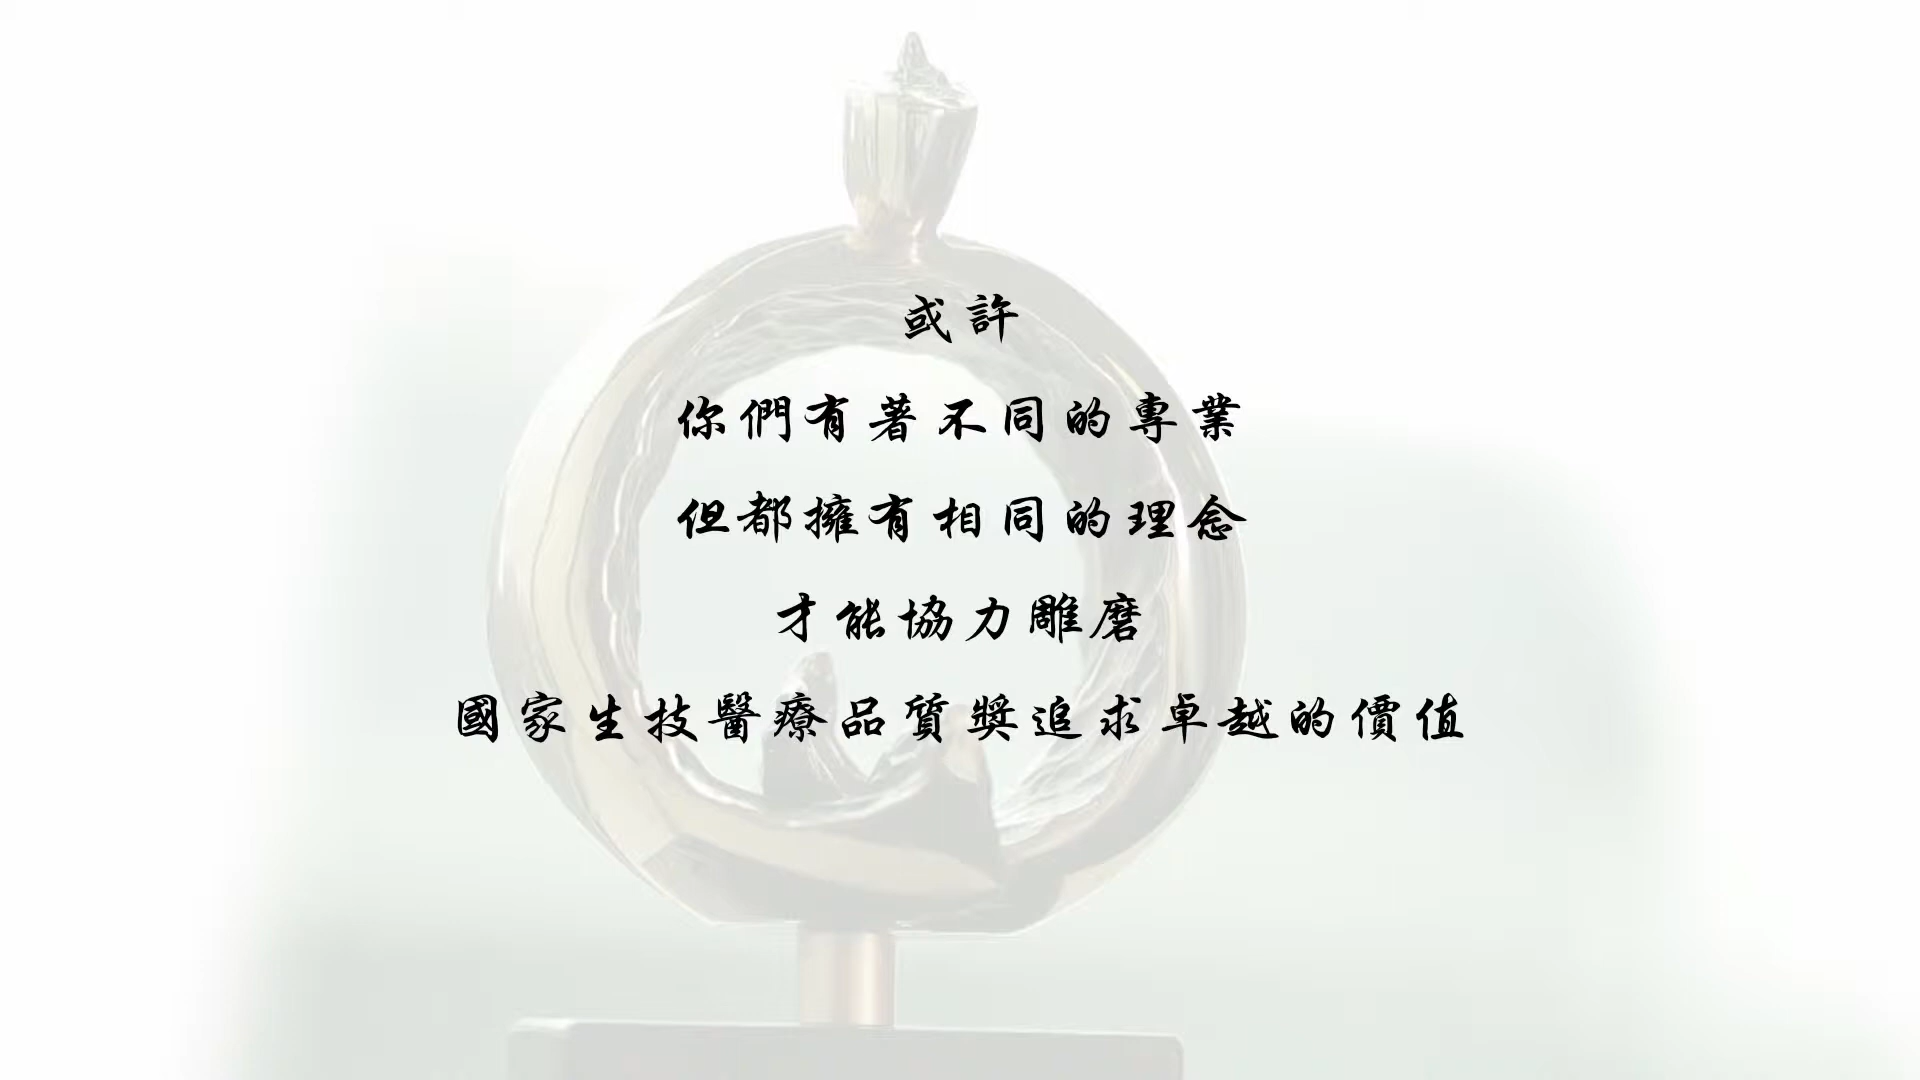 或許
你們有著不同的專業
但都擁有相同的理念
才能協力雕磨
國家生技醫療品質獎追求卓越的價值